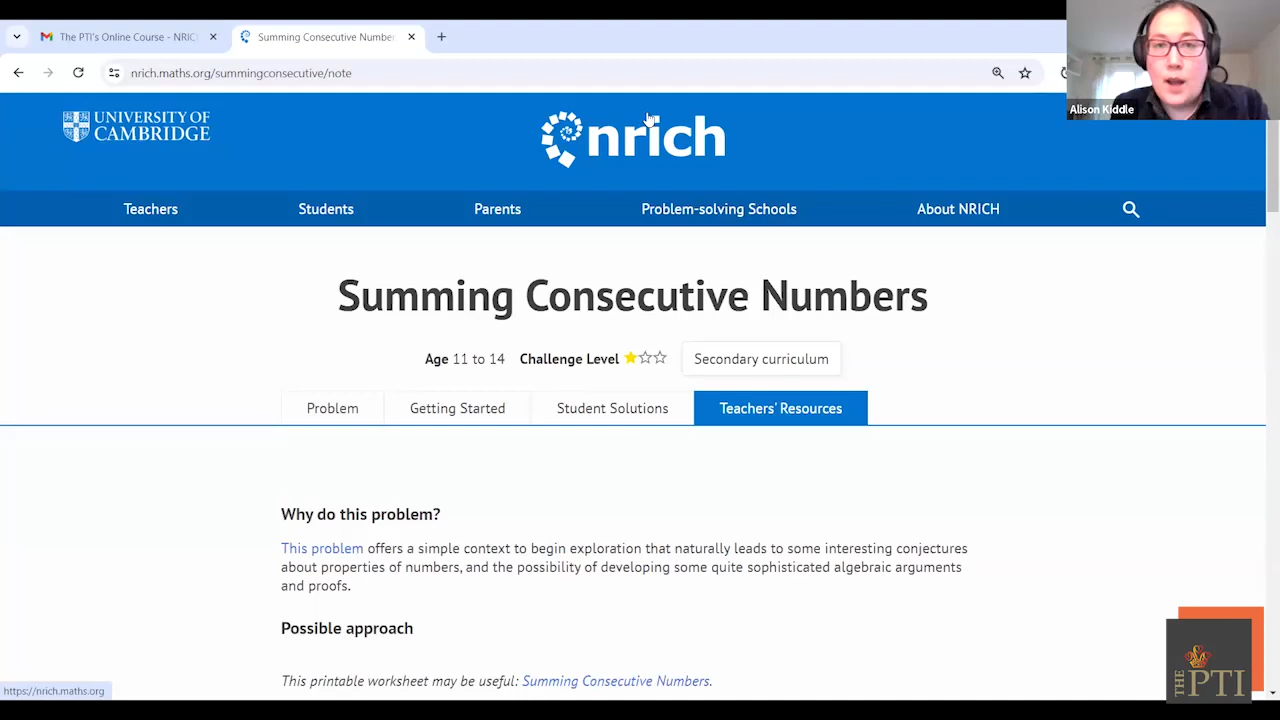 The PTI's Online Course - NRIC
Summing Consecutive Number
nrich.maths.org/summingconsecutive/note
Alison Kiddle
UNIVERSITY OF
CAMBRIDGE
nrich
Teachers
Students
Parents
Problem-solving Schools
About NRICH
Summing Consecutive Numbers
Age 11 to 14
Challenge Level
Secondary curriculum
Problem
Getting Started
Student Solutions
Teachers' Resources
Why do this problem?
This problem offers a simple context to begin exploration that naturally leads to some interesting conjectures
about properties of numbers, and the possibility of developing some quite sophisticated algebraic arguments
and proofs.
Possible approach
This printable worksheet may be useful: Summing Consecutive Numbers.
https://nrich.maths.org
THE PTI